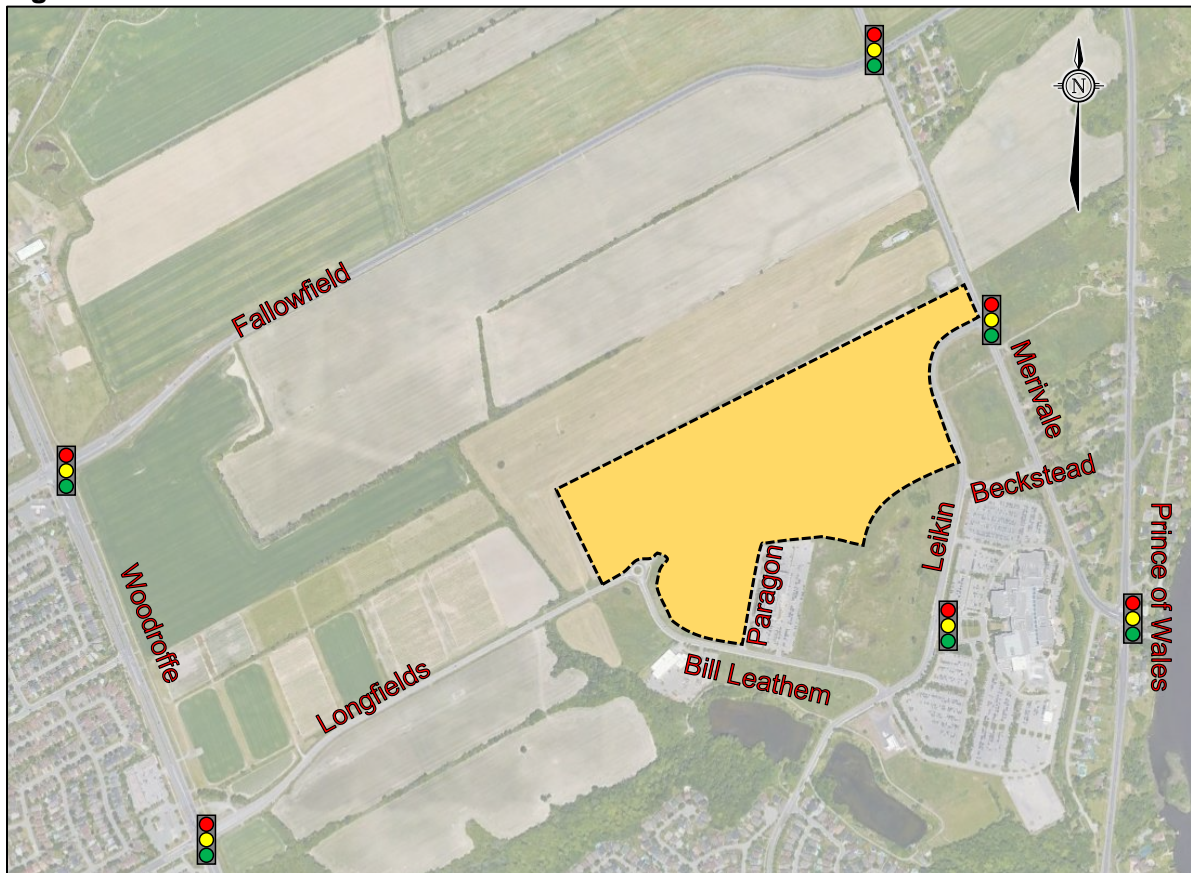 N
Fallowfield
Merivale
Beckstead
Leikin
Prince of Wales
Paragon
Woodroffe
Longfields
Bill Leathem